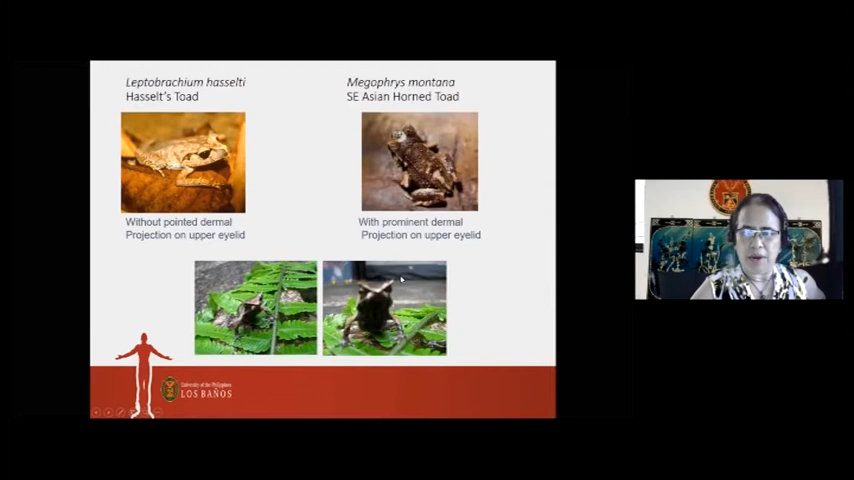 Leptobrachium hasselti
Hasselt's Toad
Megophrys montana
SE Asian Horned Toad
Without pointed dermal
Projection on upper eyelid
With prominent dermal
Projection on upper eyelid
University of the Philippines
LOS BAÑOS